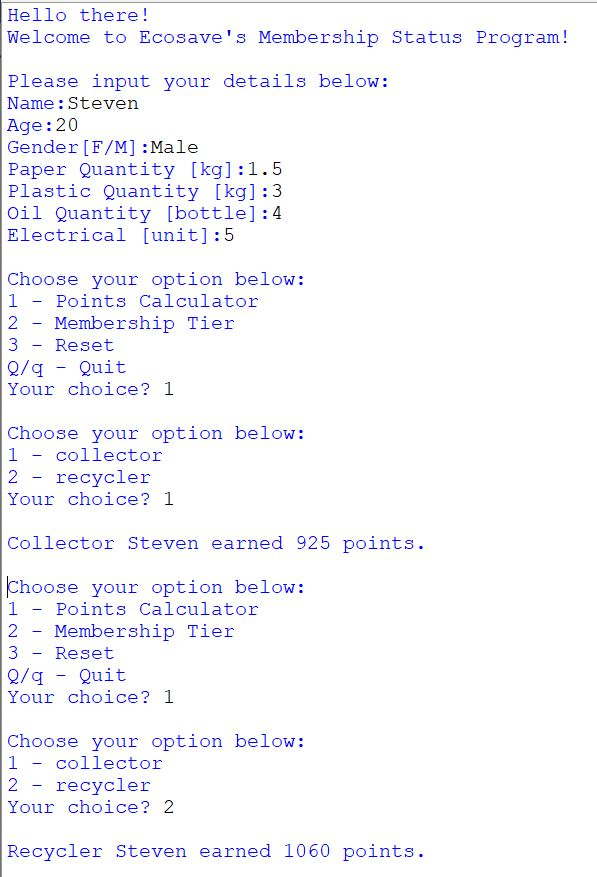 Hello there!
Welcome to Ecosave's Membership Status Program!
Please input your details below:
Name:Steven
Age:20
Gender[F/M]:Male
Paper Quantity [kg]:1.5
Plastic Quantity [kg]:3
Oil Quantity [bottle]:4
Electrical [unit]:5
Choose your option below:
1 - Points Calculator
2 - Membership Tier
3 - Reset
Q/q - Quit
Your choice? 1
Choose your option below:
1 - collector
2 - recycler
Your choice? 1
Collector Steven earned 925 points.
Choose your option below:
1 - Points Calculator
2 - Membership Tier
3 - Reset
Q/q - Quit
Your choice? 1
Choose your option below:
1 - collector
2 - recycler
Your choice? 2
Recycler Steven earned 1060 points.